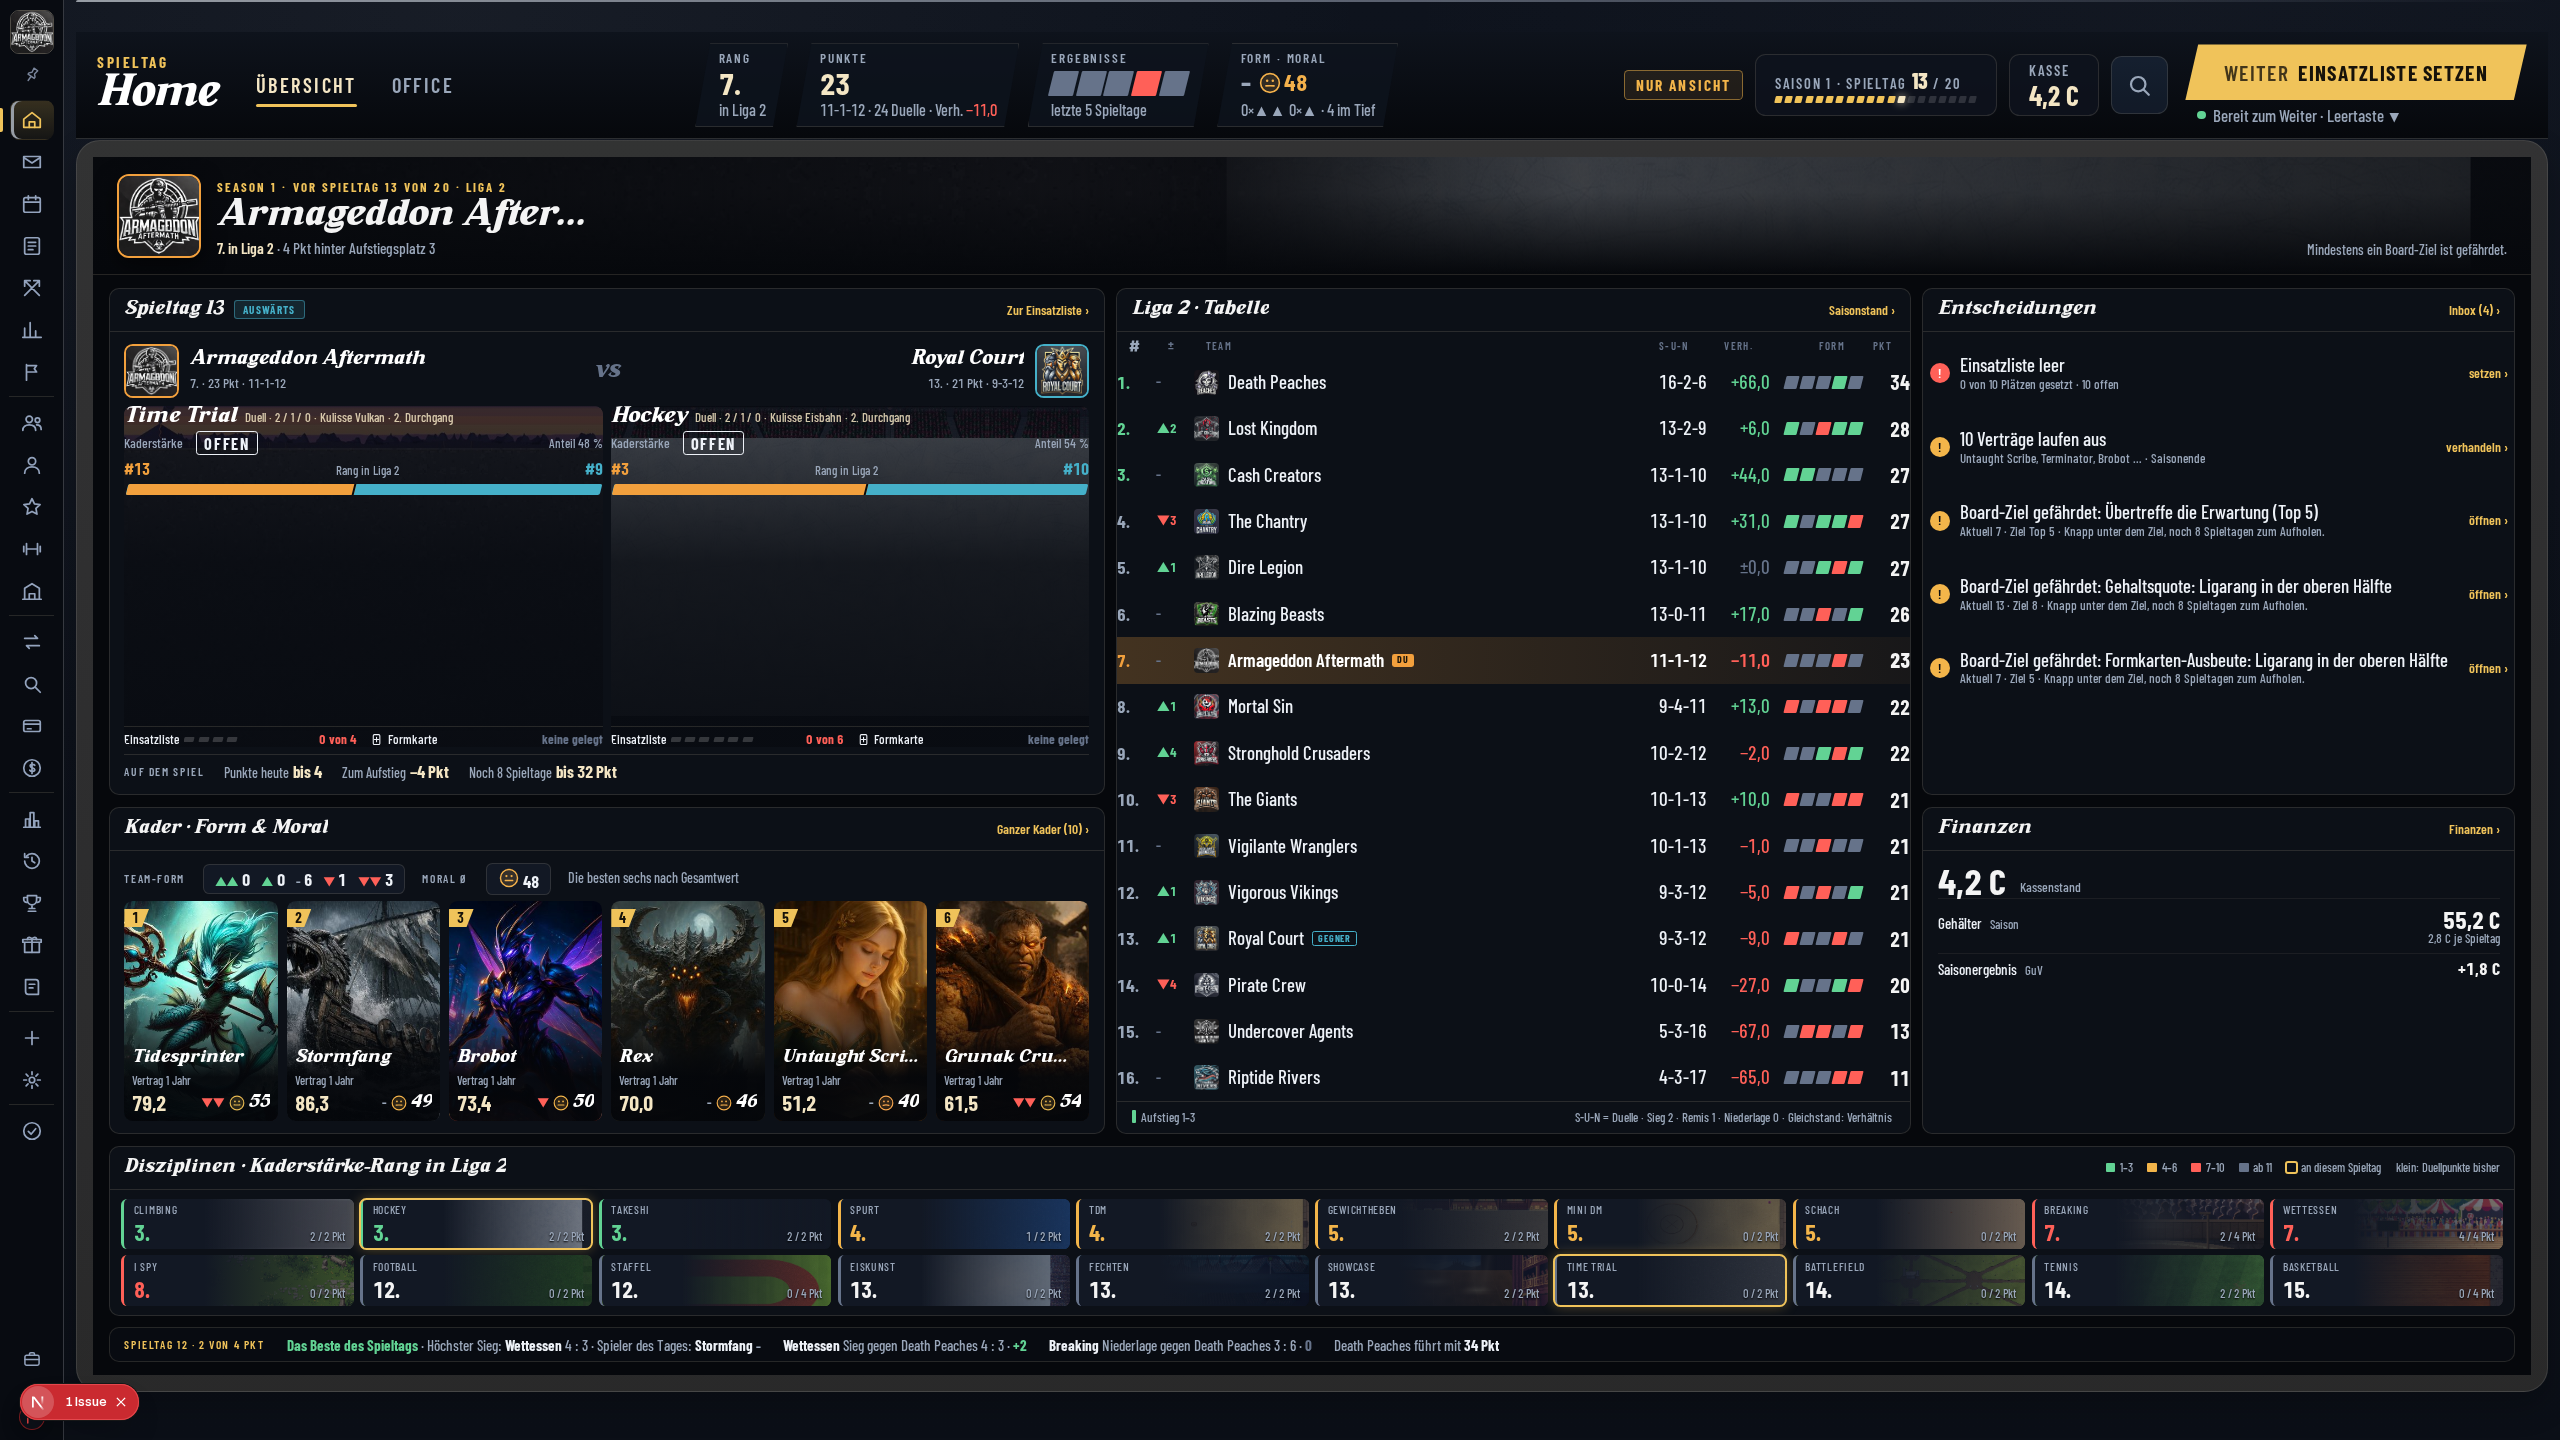 SPIELTAG
Home
ÜBERSICHT
OFFICE
RANG
7.
in Liga 2
PUNKTE
23
11-1-12 · 24 Duelle · Verh. −11,0
ERGEBNISSE
letzte 5 Spieltage
FORM · MORAL
– 48
0×▲▲ 0×▲ · 4 im Tief
NUR ANSICHT
SAISON 1 · SPIELTAG 13 / 20
KASSE
4,2 C
WEITER EINSATZLISTE SETZEN
Bereit zum Weiter · Leertaste ▼
SEASON 1 · VOR SPIELTAG 13 VON 20 · LIGA 2
Armageddon After...
7. in Liga 2 · 4 Pkt hinter Aufstiegsplatz 3
Mindestens ein Board-Ziel ist gefährdet.
Spieltag 13
AUSWÄRTS
Zur Einsatzliste ›
Armageddon Aftermath
7. · 23 Pkt · 11-1-12
vs
Royal Court
13. · 21 Pkt · 9-3-12
Time Trial Duell · 2 / 1 / 0 · Kulisse Vulkan · 2. Durchgang
Kaderstärke OFFEN Anteil 48 %
#13 Rang in Liga 2 #9
Einsatzliste 0 von 4 Formkarte keine gelegt
Hockey Duell · 2 / 1 / 0 · Kulisse Eisbahn · 2. Durchgang
Kaderstärke OFFEN Anteil 54 %
#3 Rang in Liga 2 #10
Einsatzliste 0 von 6 Formkarte keine gelegt
AUF DEM SPIEL Punkte heute bis 4 Zum Aufstieg −4 Pkt Noch 8 Spieltage bis 32 Pkt
Kader · Form & Moral
Ganzer Kader (10) ›
TEAM-FORM ▲▲ 0 ▲ 0 - 6 ▼ 1 ▼▼ 3 MORAL Ø 48 Die besten sechs nach Gesamtwert
1
Tidesprinter
Vertrag 1 Jahr
79,2 ▼▼ 55
2
Stormfang
Vertrag 1 Jahr
86,3 - 49
3
Brobot
Vertrag 1 Jahr
73,4 ▼ 50
4
Rex
Vertrag 1 Jahr
70,0 - 46
5
Untaught Scri...
Vertrag 1 Jahr
51,2 - 40
6
Grunak Cru...
Vertrag 1 Jahr
61,5 ▼▼ 54
Liga 2 · Tabelle
Saisonstand ›
# ± TEAM S-U-N VERH. FORM PKT
1. - Death Peaches 16-2-6 +66,0 34
2. ▲2 Lost Kingdom 13-2-9 +6,0 28
3. - Cash Creators 13-1-10 +44,0 27
4. ▼3 The Chantry 13-1-10 +31,0 27
5. ▲1 Dire Legion 13-1-10 ±0,0 27
6. - Blazing Beasts 13-0-11 +17,0 26
7. - Armageddon Aftermath DU 11-1-12 −11,0 23
8. ▲1 Mortal Sin 9-4-11 +13,0 22
9. ▲4 Stronghold Crusaders 10-2-12 −2,0 22
10. ▼3 The Giants 10-1-13 +10,0 21
11. - Vigilante Wranglers 10-1-13 −1,0 21
12. ▲1 Vigorous Vikings 9-3-12 −5,0 21
13. ▲1 Royal Court GEGNER 9-3-12 −9,0 21
14. ▼4 Pirate Crew 10-0-14 −27,0 20
15. - Undercover Agents 5-3-16 −67,0 13
16. - Riptide Rivers 4-3-17 −65,0 11
Aufstieg 1–3
S-U-N = Duelle · Sieg 2 · Remis 1 · Niederlage 0 · Gleichstand: Verhältnis
Entscheidungen
Inbox (4) ›
Einsatzliste leer
0 von 10 Plätzen gesetzt · 10 offen
setzen ›
10 Verträge laufen aus
Untaught Scribe, Terminator, Brobot ... · Saisonende
verhandeln ›
Board-Ziel gefährdet: Übertreffe die Erwartung (Top 5)
Aktuell 7 · Ziel Top 5 · Knapp unter dem Ziel, noch 8 Spieltagen zum Aufholen.
öffnen ›
Board-Ziel gefährdet: Gehaltsquote: Ligarang in der oberen Hälfte
Aktuell 13 · Ziel 8 · Knapp unter dem Ziel, noch 8 Spieltagen zum Aufholen.
öffnen ›
Board-Ziel gefährdet: Formkarten-Ausbeute: Ligarang in der oberen Hälfte
Aktuell 7 · Ziel 5 · Knapp unter dem Ziel, noch 8 Spieltagen zum Aufholen.
öffnen ›
Finanzen
Finanzen ›
4,2 C Kassenstand
Gehälter Saison 55,2 C
2,8 C je Spieltag
Saisonergebnis GuV +1,8 C
Disziplinen · Kaderstärke-Rang in Liga 2
1–3 4–6 7–10 ab 11 an diesem Spieltag klein: Duellpunkte bisher
CLIMBING
3. 2 / 2 Pkt
HOCKEY
3. 2 / 2 Pkt
TAKESHI
3. 2 / 2 Pkt
SPURT
4. 1 / 2 Pkt
TDM
4. 2 / 2 Pkt
GEWICHTHEBEN
5. 2 / 2 Pkt
MINI DM
5. 0 / 2 Pkt
SCHACH
5. 0 / 2 Pkt
BREAKING
7. 2 / 4 Pkt
WETTESSEN
7. 4 / 4 Pkt
I SPY
8. 0 / 2 Pkt
FOOTBALL
12. 0 / 2 Pkt
STAFFEL
12. 0 / 4 Pkt
EISKUNST
13. 0 / 2 Pkt
FECHTEN
13. 2 / 2 Pkt
SHOWCASE
13. 2 / 2 Pkt
TIME TRIAL
13. 0 / 2 Pkt
BATTLEFIELD
14. 0 / 2 Pkt
TENNIS
14. 2 / 2 Pkt
BASKETBALL
15. 0 / 4 Pkt
SPIELTAG 12 · 2 VON 4 PKT Das Beste des Spieltags · Höchster Sieg: Wettessen 4 : 3 · Spieler des Tages: Stormfang - Wettessen Sieg gegen Death Peaches 4 : 3 · +2 Breaking Niederlage gegen Death Peaches 3 : 6 · 0 Death Peaches führt mit 34 Pkt
N 1 Issue